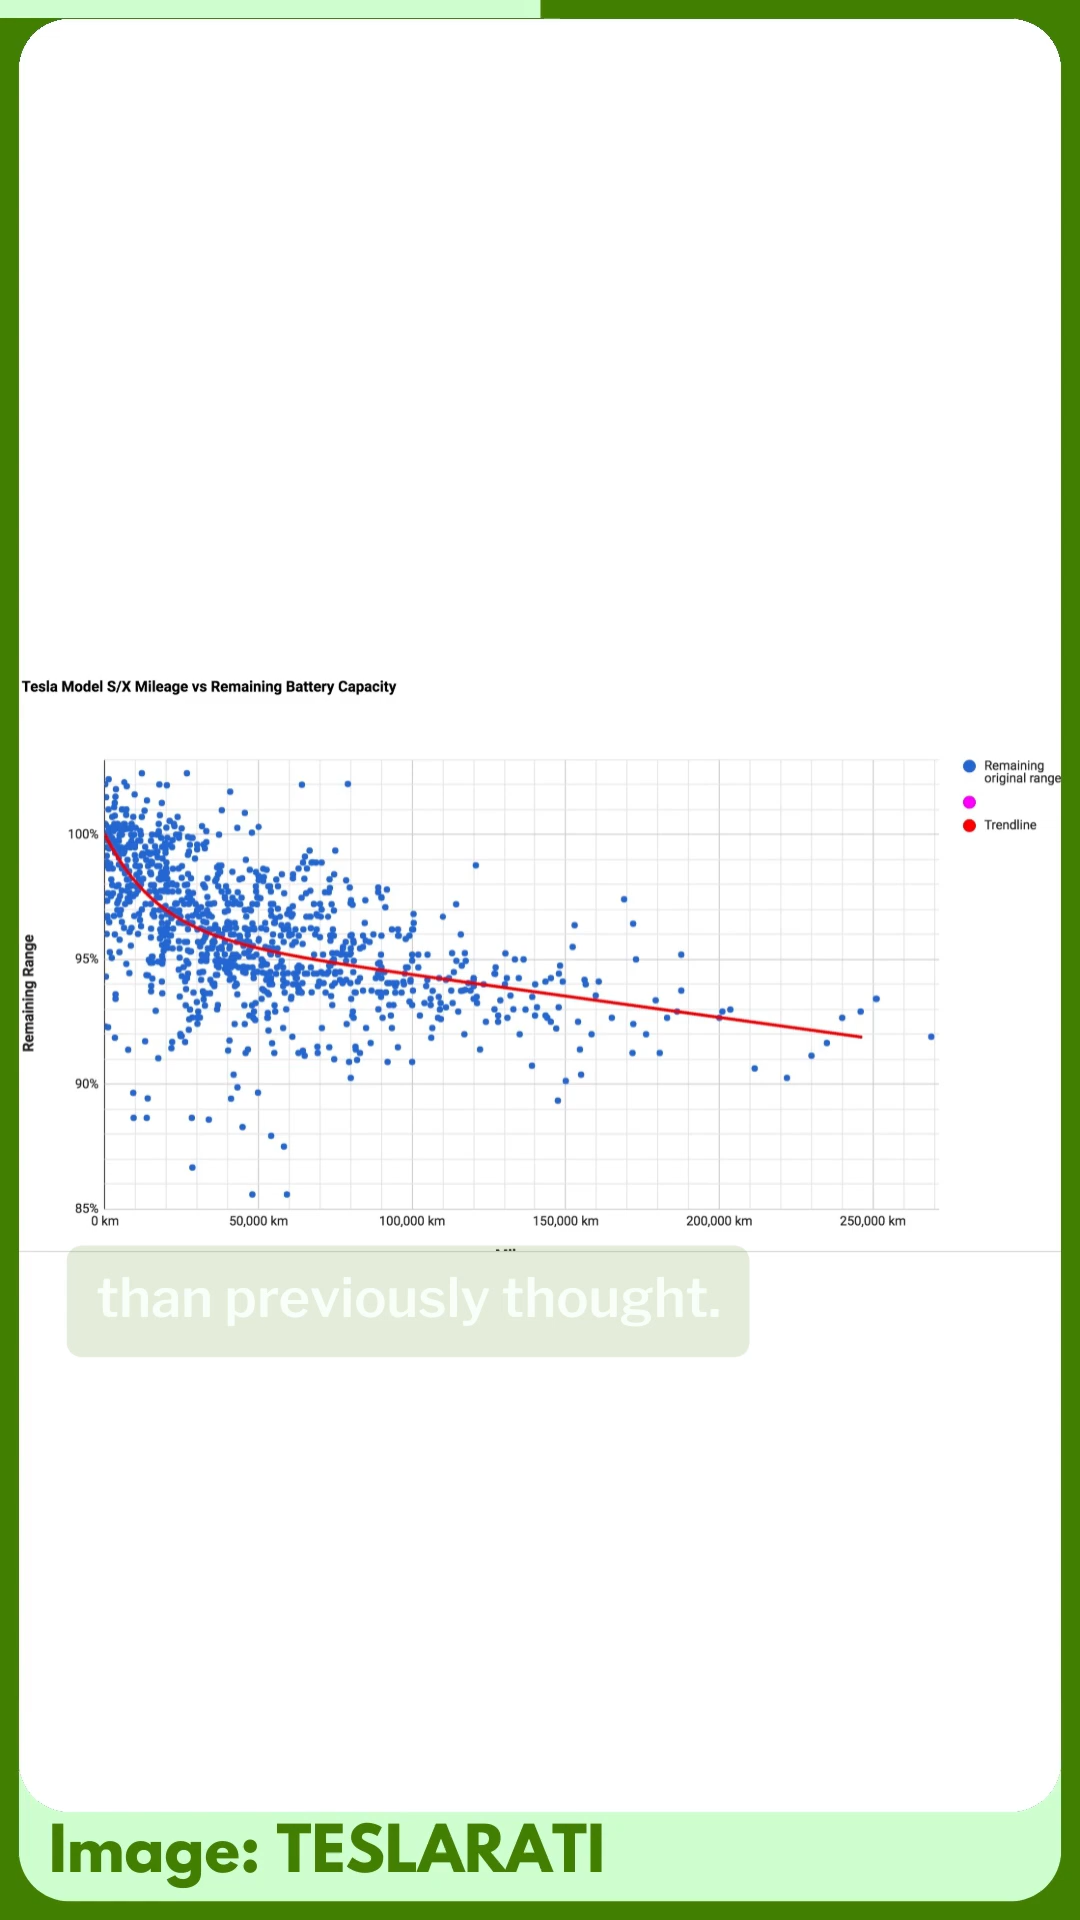 Tesla Model S/X Mileage vs Remaining Battery Capacity
Remaining
original range
Trendline
Remaining Range
100%
95%
90%
85%
0 km
50,000 km
100,000 km
150,000 km
200,000 km
250,000 km
than previously thought.
Image: TESLARATI